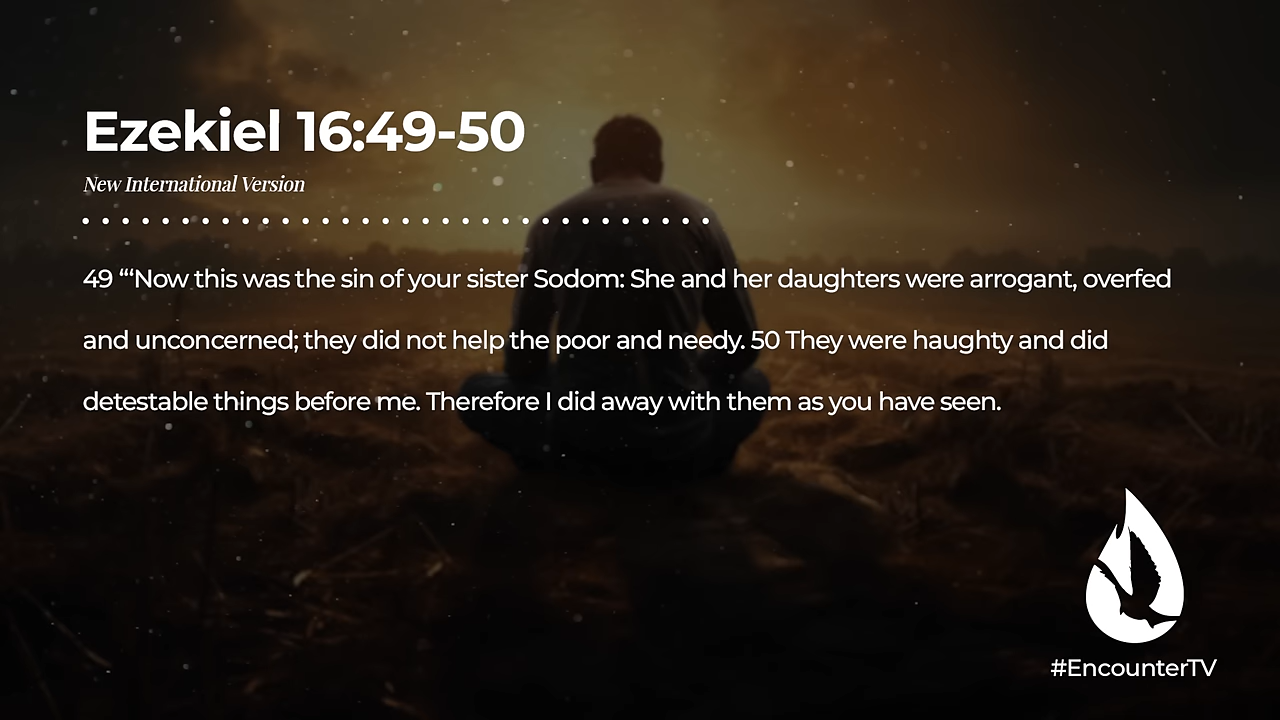 Ezekiel 16:49-50
New International Version
49 “‘Now this was the sin of your sister Sodom: She and her daughters were arrogant, overfed
and unconcerned; they did not help the poor and needy. 50 They were haughty and did
detestable things before me. Therefore I did away with them as you have seen.
#EncounterTV